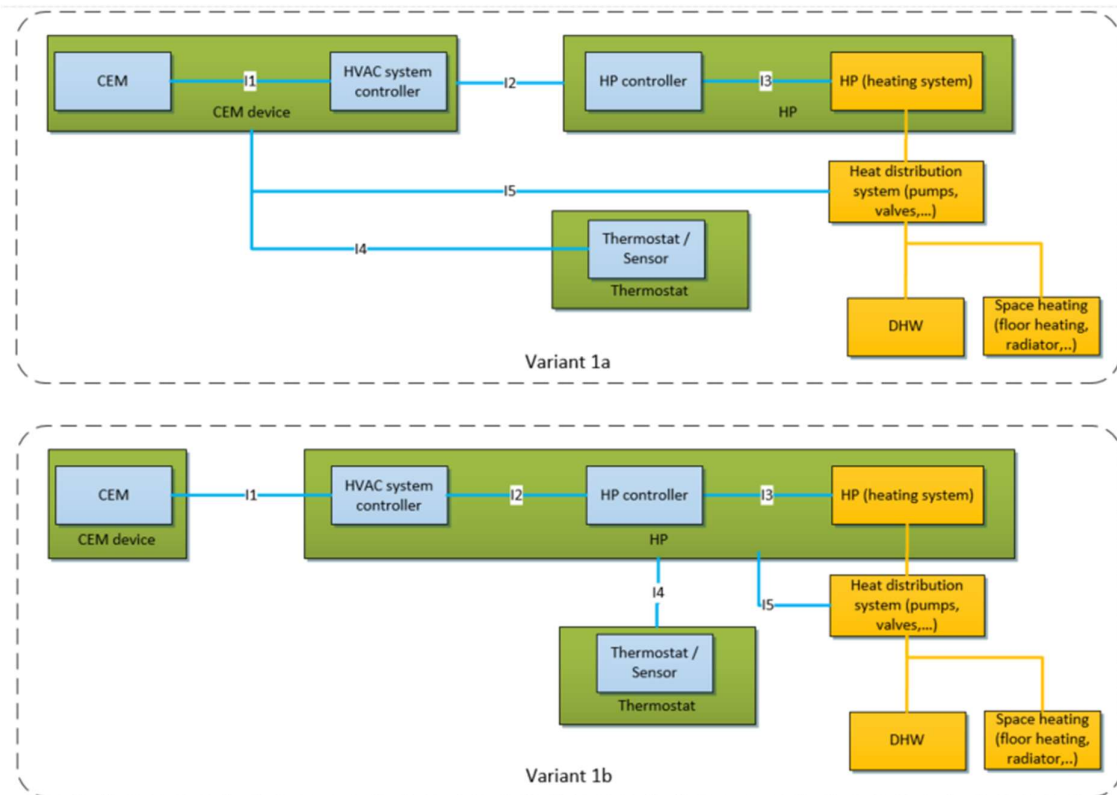 CEM
I1
HVAC system
controller
CEM device
I2
HP controller
I3
HP (heating system)
HP
I5
Heat distribution
system (pumps,
valves,...)
I4
Thermostat /
Sensor
Thermostat
DHW
Space heating
(floor heating,
radiator,..)
Variant 1a
CEM
CEM device
I1
HVAC system
controller
I2
HP controller
I3
HP (heating system)
HP
I4
I5
Heat distribution
system (pumps,
valves,...)
Thermostat /
Sensor
Thermostat
DHW
Space heating
(floor heating,
radiator,..)
Variant 1b